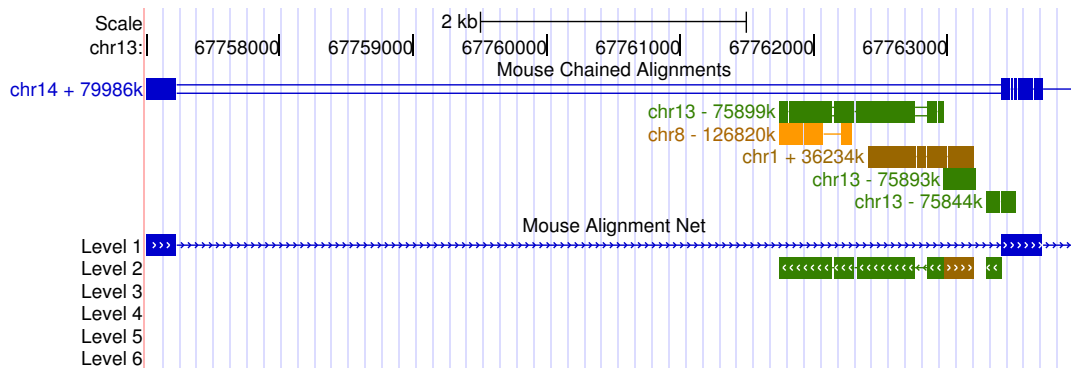 Scale 2 kb
chr13: 67758000 67759000 67760000 67761000 67762000 67763000
Mouse Chained Alignments
chr14 + 79986k
chr13 - 75899k
chr8 - 126820k
chr1 + 36234k
chr13 - 75893k
chr13 - 75844k
Mouse Alignment Net
Level 1
Level 2
Level 3
Level 4
Level 5
Level 6